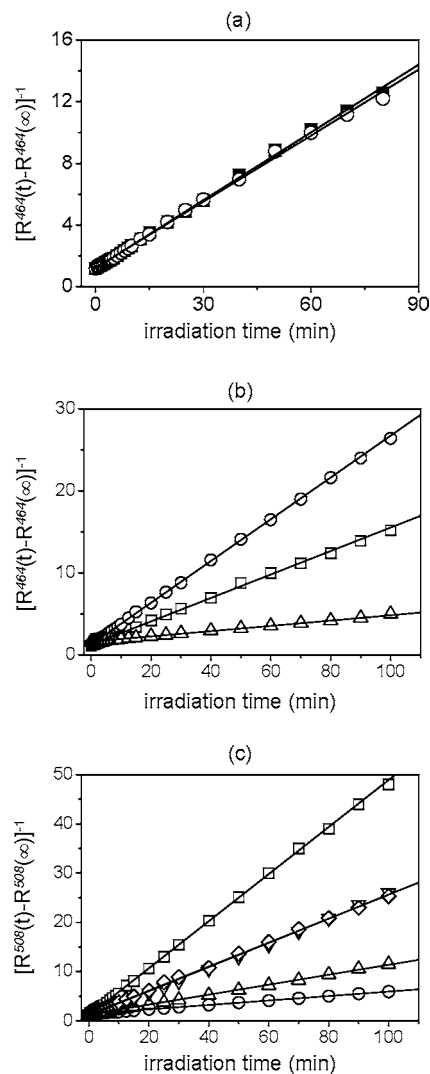 (a)
[R⁴⁶⁴(t)-R⁴⁶⁴(∞)]⁻¹
16
12
8
4
0
0 30 60 90
irradiation time (min)
(b)
[R⁴⁶⁴(t)-R⁴⁶⁴(∞)]⁻¹
30
20
10
0
0 20 40 60 80 100
irradiation time (min)
(c)
[R⁵⁰⁸(t)-R⁵⁰⁸(∞)]⁻¹
50
40
30
20
10
0
0 20 40 60 80 100
irradiation time (min)